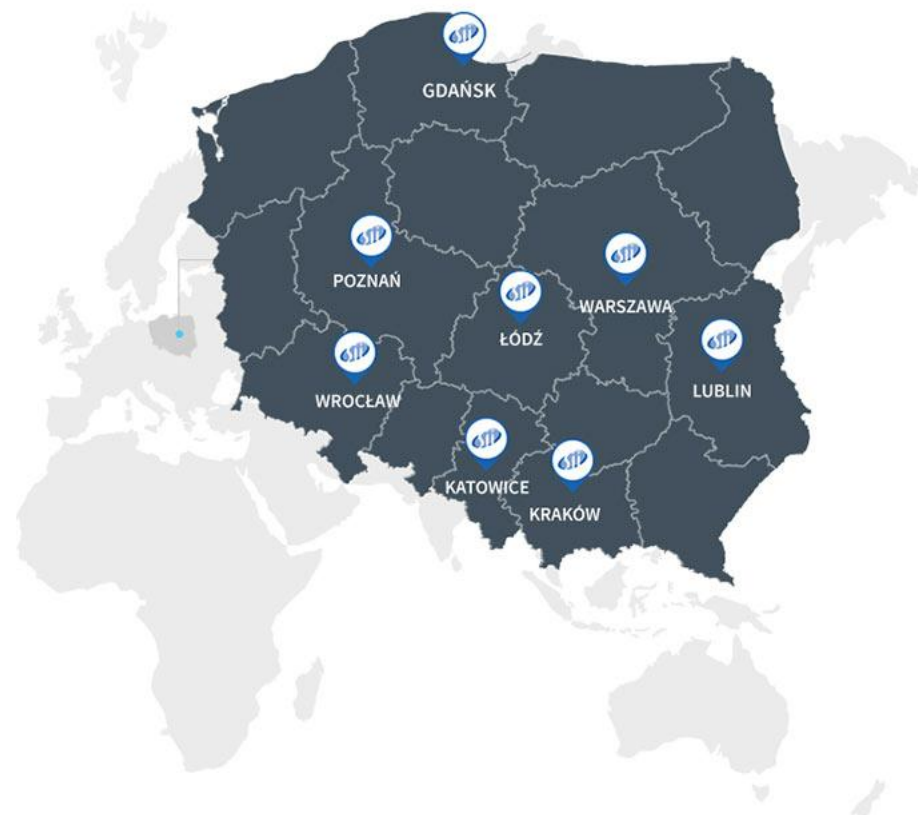 GDAŃSK
POZNAŃ
WARSZAWA
ŁÓDŹ
LUBLIN
WROCŁAW
KATOWICE
KRAKÓW